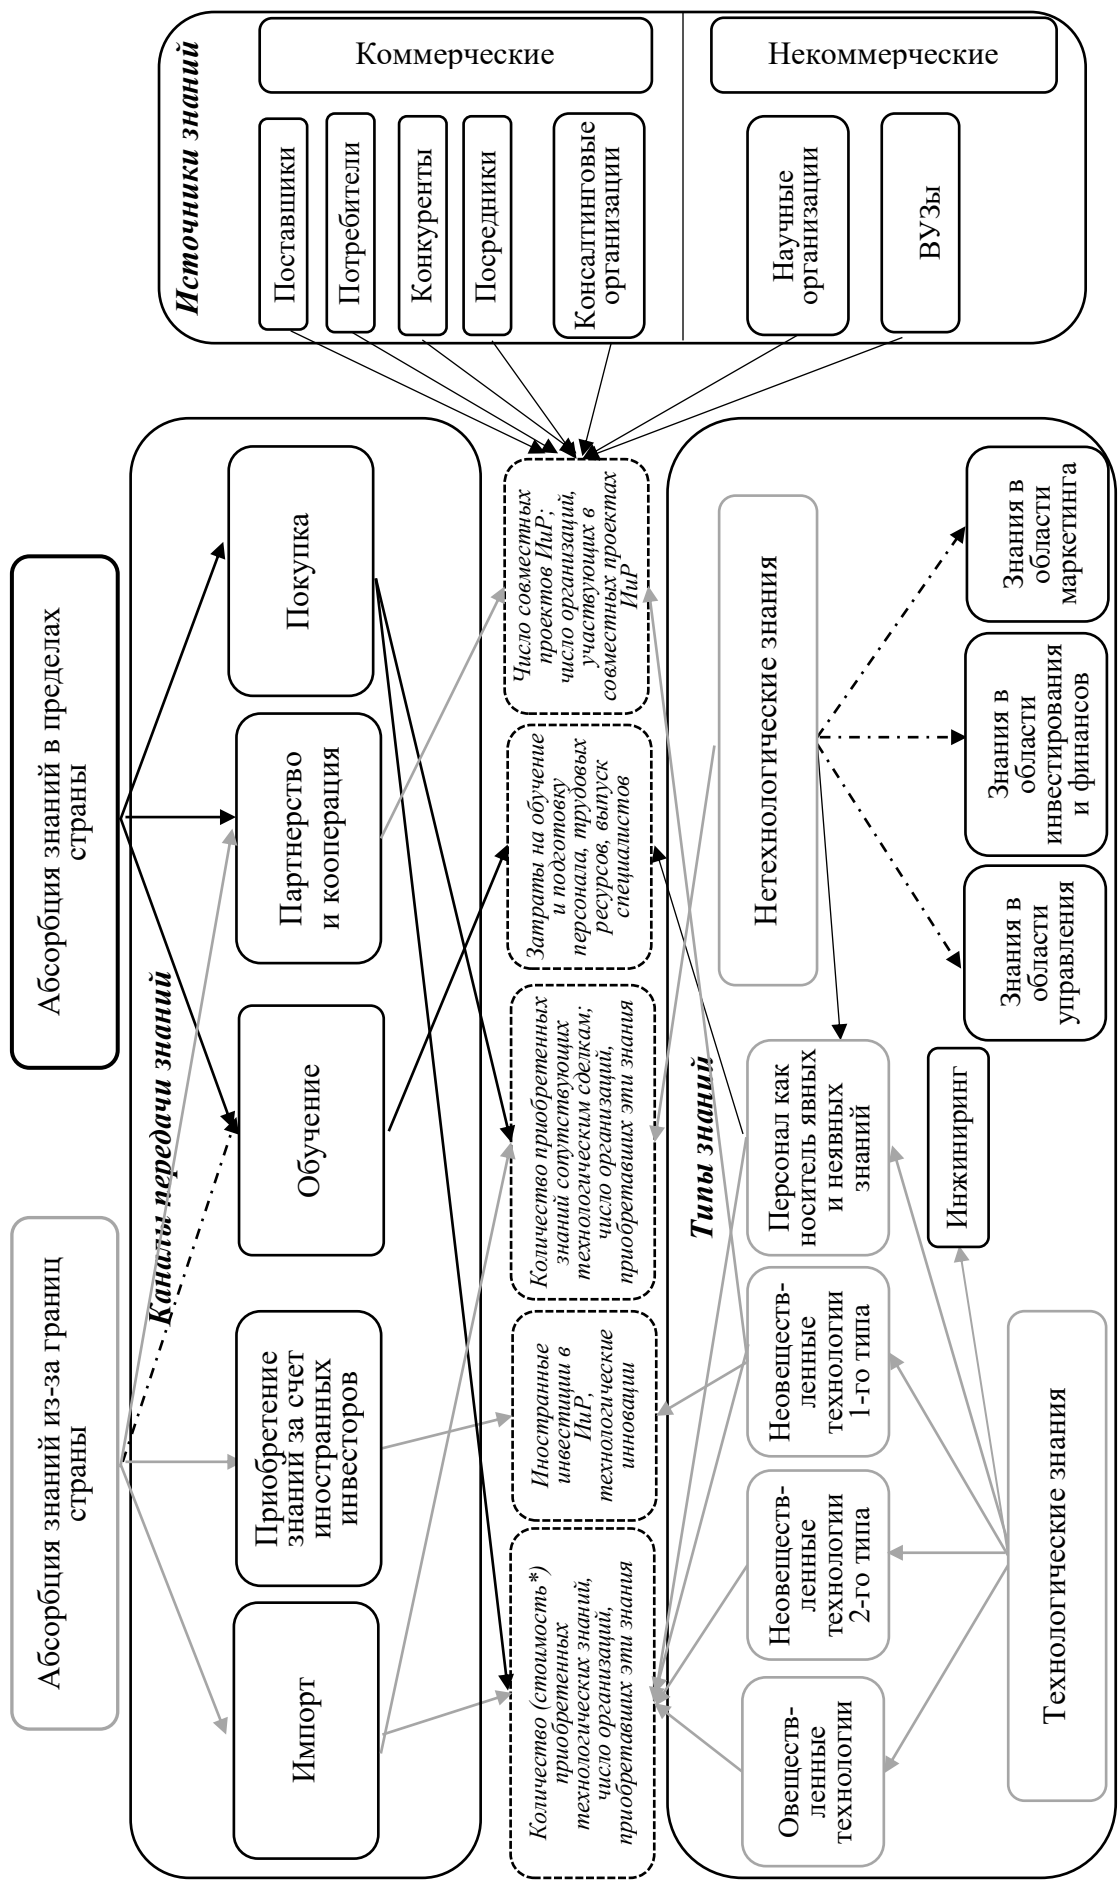 Абсорбция знаний из-за границ
страны
Абсорбция знаний в пределах
страны
Каналы передачи знаний
Импорт
Приобретение
знаний за счет
иностранных
инвесторов
Обучение
Партнерство
и кооперация
Покупка
Количество (стоимость*)
приобретенных
технологических знаний,
число организаций,
приобретавших эти знания
Иностранные
инвестиции в
ИиР,
технологические
инновации
Количество приобретенных
знаний сопутствующих
технологическим сделкам;
число организаций,
приобретавших эти знания
Затраты на обучение
и подготовку
персонала, трудовых
ресурсов, выпуск
специалистов
Число совместных
проектов ИиР;
число организаций,
участвующих в
совместных проектах
ИиР
Типы знаний
Овеществ-
ленные
технологии
Неовеществ-
ленные
технологии
2-го типа
Неовеществ-
ленные
технологии
1-го типа
Персонал как
носитель явных
и неявных
знаний
Нетехнологические знания
Инжиниринг
Технологические знания
Знания в
области
управления
Знания в
области
инвестирования
и финансов
Знания в
области
маркетинга
Источники знаний
Поставщики
Потребители
Конкуренты
Посредники
Консалтинговые
организации
Научные
организации
ВУЗы
Коммерческие
Некоммерческие